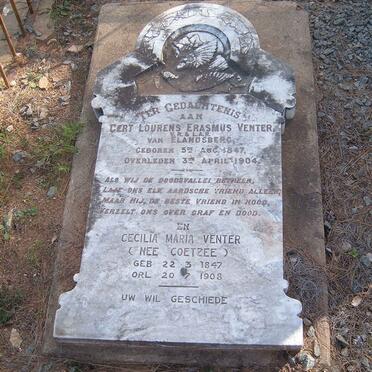 TER GEDACHTENIS
AAN
GERT LOURENS ERASMUS VENTER,
V.K. & L.V.R.
VAN ELANDSBERG,
GEBOREN 5DE AUG. 1847,
OVERLEDEN 3DE APRIL 1904.
ALS WIJ DE DOODSVALLEI BETREEN,
LAAT ONS ELK AARDSCHE VRIEND ALLEEN,
MAAR HIJ, DE BESTE VRIEND IN NOOD,
VERZELT ONS OVER GRAF EN DOOD.
EN
CECILIA MARIA VENTER
(NEE COETZEE)
GEB 22 3 1847
ORL 20 1908
UW WIL GESCHIEDE